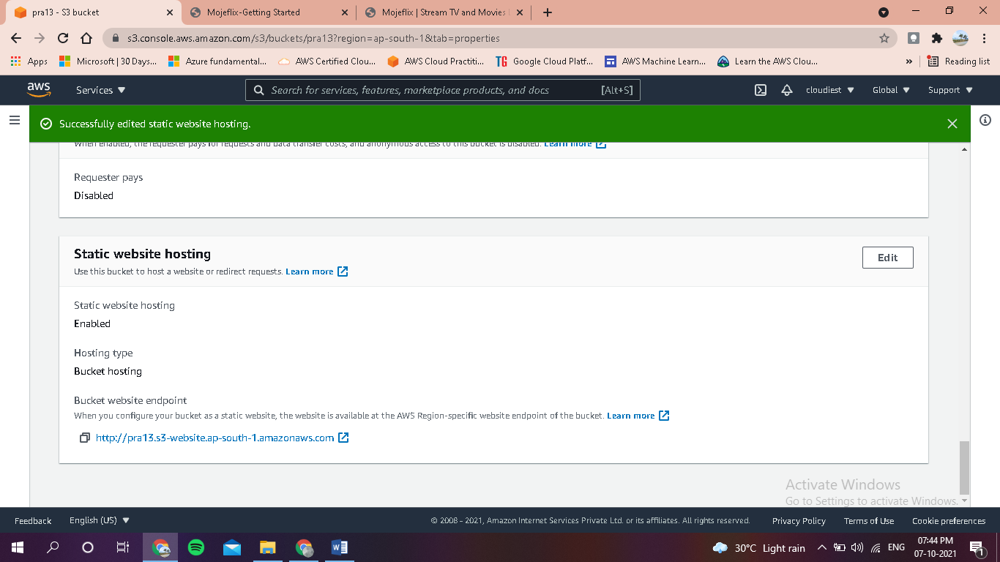 pra13 - S3 bucket
Mojeflix-Getting Started
Mojeflix | Stream TV and Movies
s3.console.aws.amazon.com/s3/buckets/pra13?region=ap-south-1&tab=properties
Apps
Microsoft | 30 Days...
Azure fundamental...
AWS Certified Clou...
AWS Cloud Practiti...
TG Google Cloud Platf...
AWS Machine Learn...
Learn the AWS Clou...
»
Reading list
aws
Services
Search for services, features, marketplace products, and docs
[Alt+S]
cloudiest
Global
Support
Successfully edited static website hosting.
When enabled, the requester pays for requests and data transfer costs, and anonymous access to this bucket is disabled. Learn more
Requester pays
Disabled
Static website hosting
Edit
Use this bucket to host a website or redirect requests. Learn more
Static website hosting
Enabled
Hosting type
Bucket hosting
Bucket website endpoint
When you configure your bucket as a static website, the website is available at the AWS Region-specific website endpoint of the bucket. Learn more
http://pra13.s3-website.ap-south-1.amazonaws.com
Activate Windows
Go to Settings to activate Windows.
Feedback
English (US)
© 2008 - 2021, Amazon Internet Services Private Ltd. or its affiliates. All rights reserved.
Privacy Policy
Terms of Use
Cookie preferences
30°C Light rain
ENG
07:44 PM
07-10-2021
1